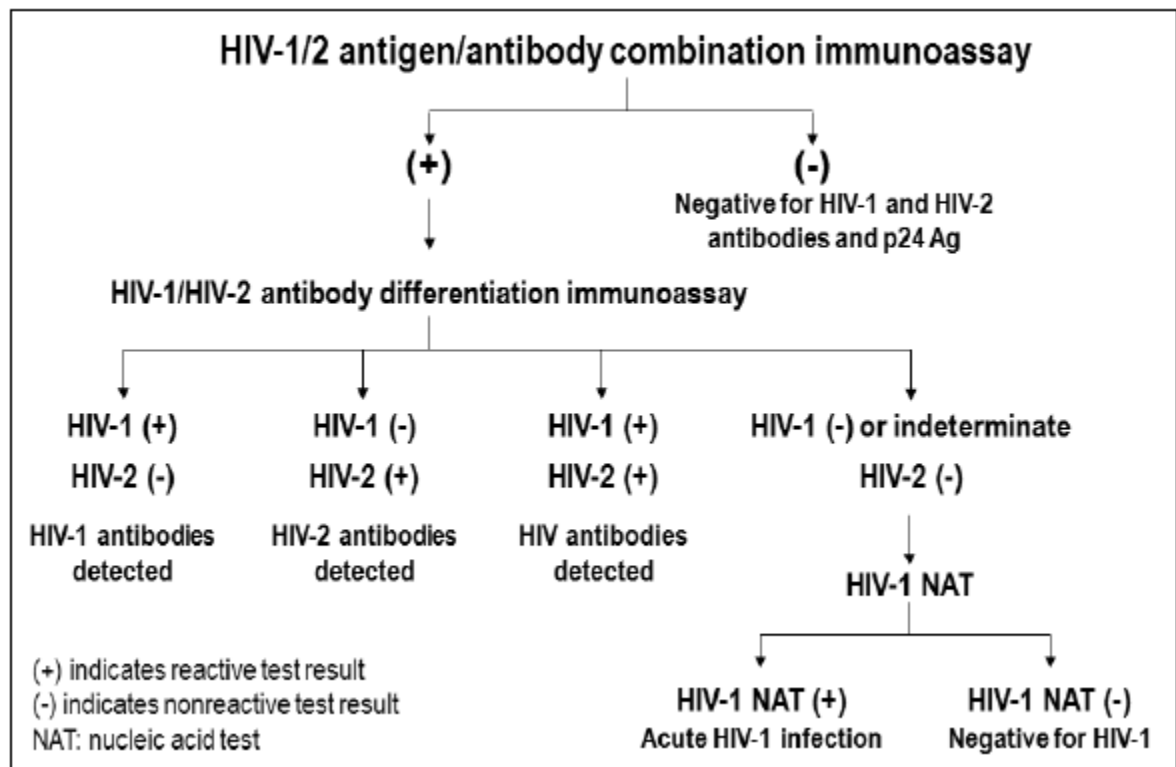 HIV-1/2 antigen/antibody combination immunoassay
(+)
(-)
Negative for HIV-1 and HIV-2
antibodies and p24 Ag
HIV-1/HIV-2 antibody differentiation immunoassay
HIV-1 (+)
HIV-2 (-)
HIV-1 antibodies
detected
HIV-1 (-)
HIV-2 (+)
HIV-2 antibodies
detected
HIV-1 (+)
HIV-2 (+)
HIV antibodies
detected
HIV-1 (-) or indeterminate
HIV-2 (-)
HIV-1 NAT
HIV-1 NAT (+)
Acute HIV-1 infection
HIV-1 NAT (-)
Negative for HIV-1
(+) indicates reactive test result
(-) indicates nonreactive test result
NAT: nucleic acid test